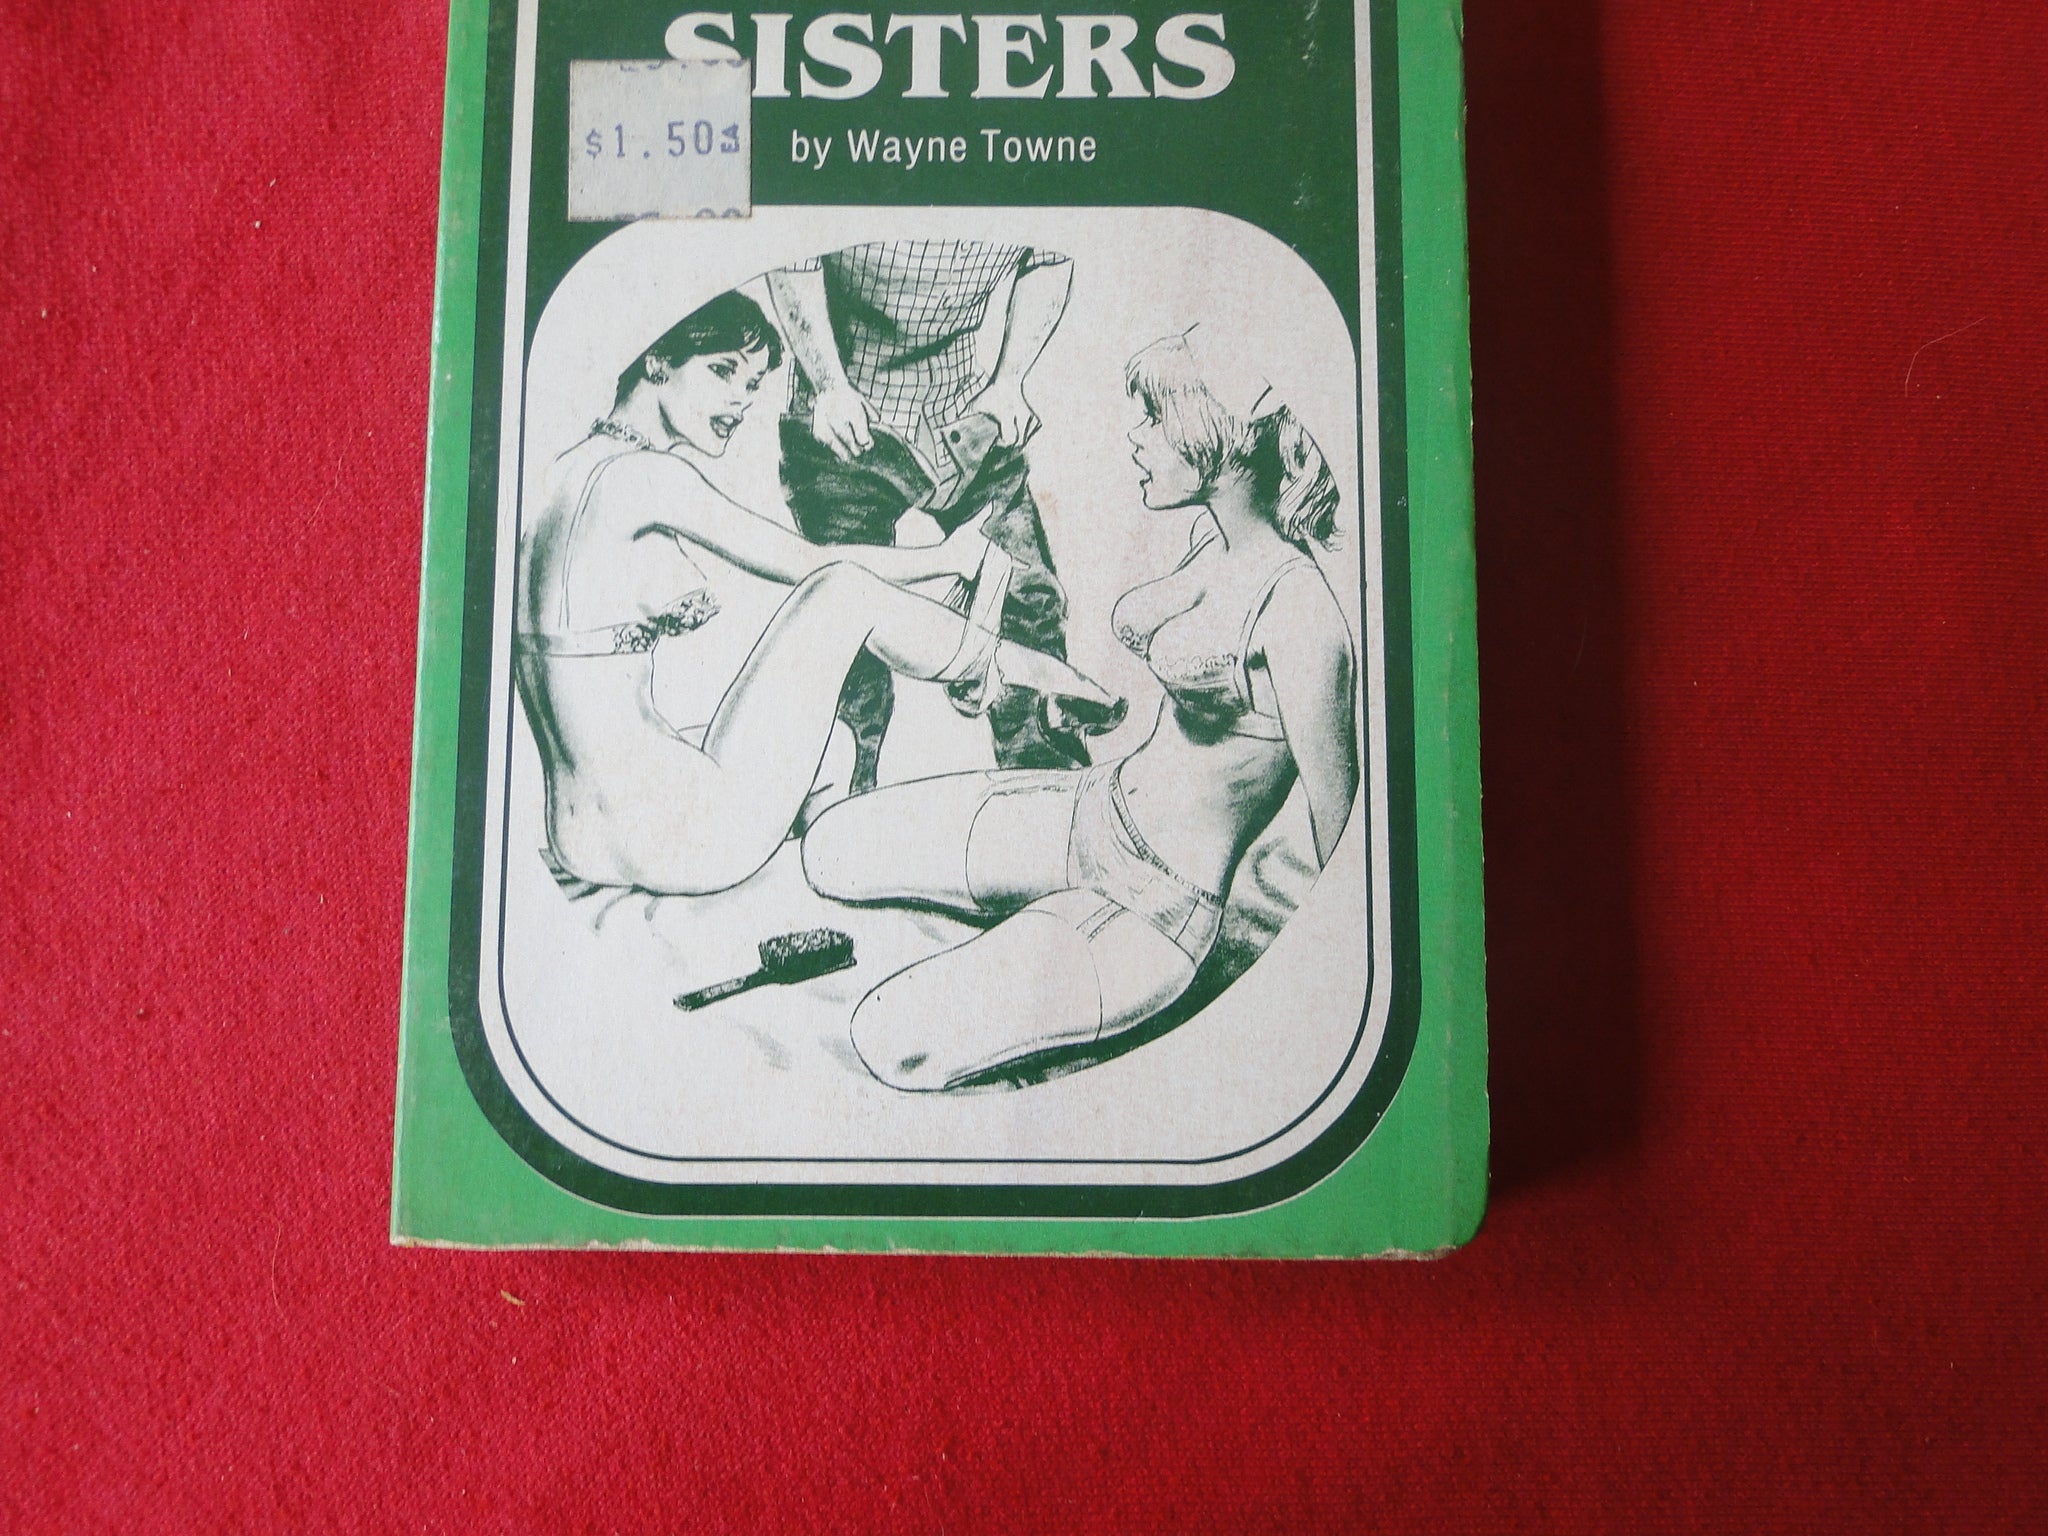 SISTERS
$1.50
by Wayne Towne